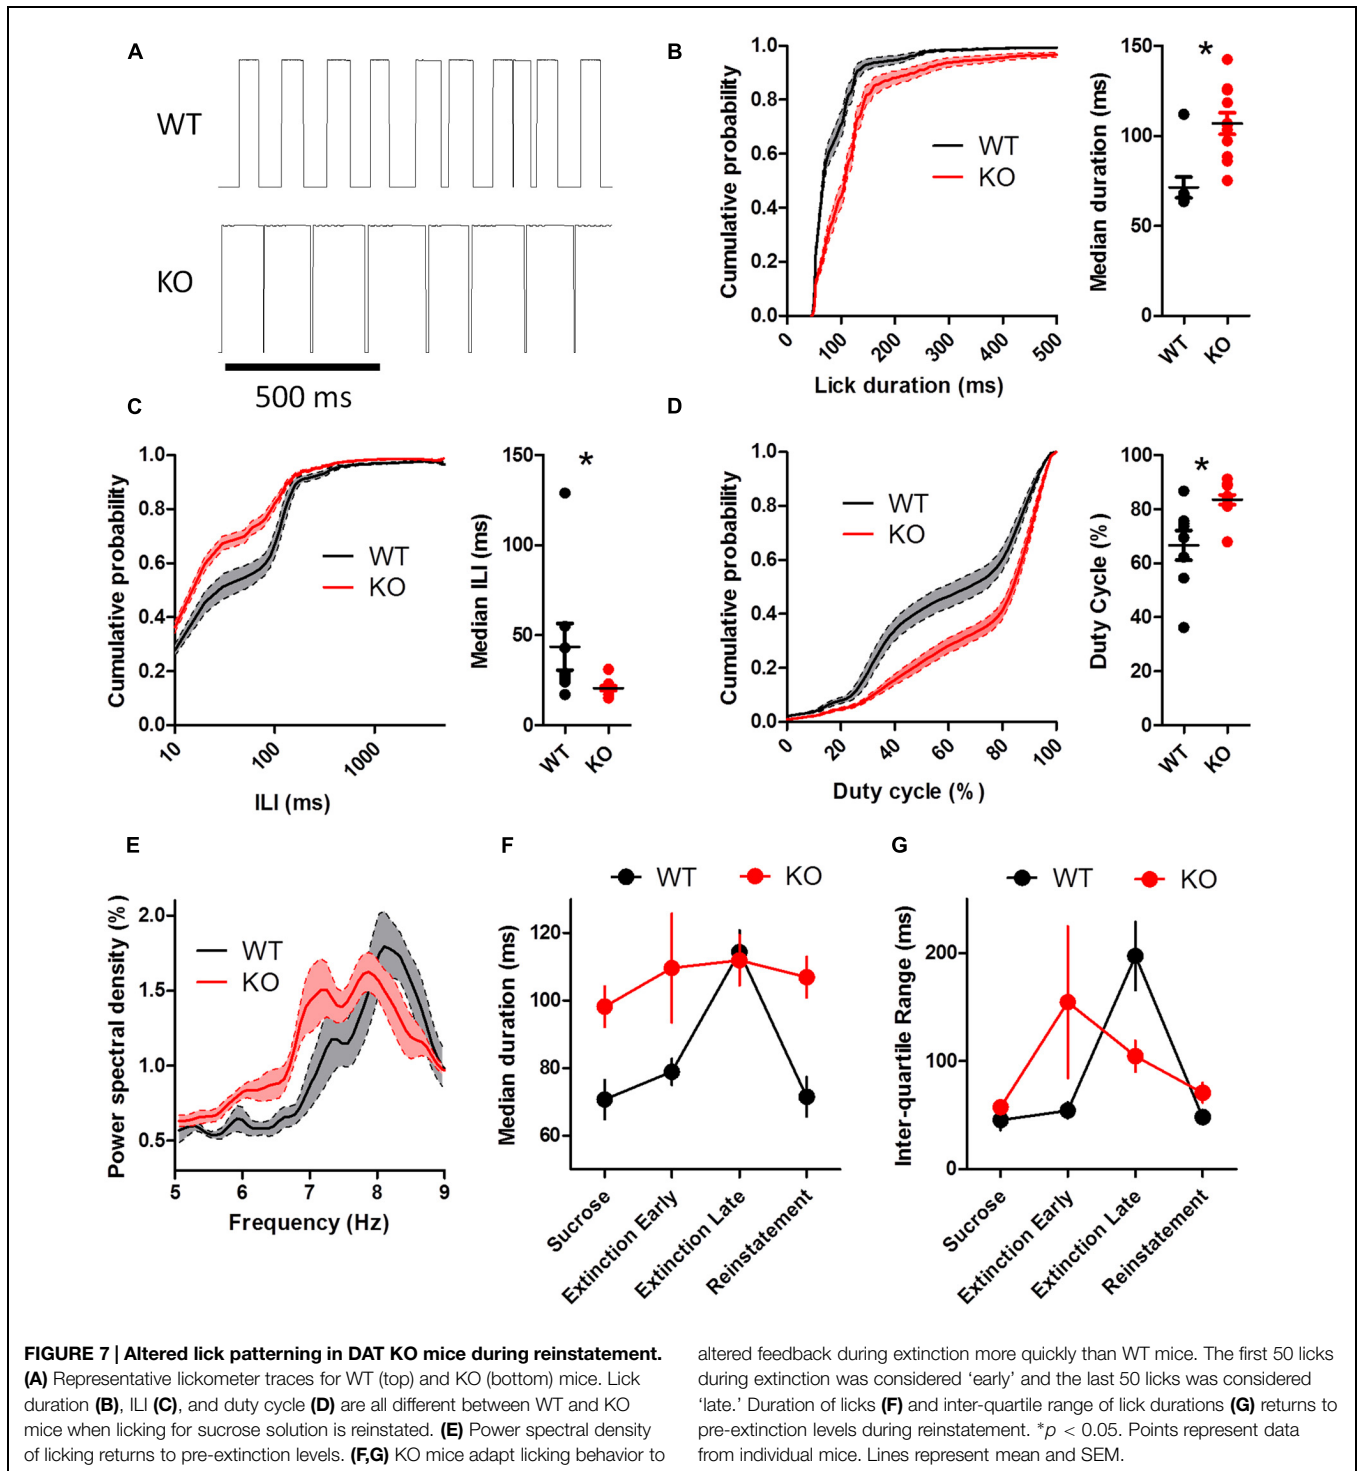 A
WT
KO
500 ms
B
Cumulative probability
1.0
0.8
0.6
0.4
0.2
0.0
0
100
200
300
400
500
Lick duration (ms)
WT
KO
Median duration (ms)
150
100
50
0
*
WT
KO
C
Cumulative probability
1.0
0.8
0.6
0.4
0.2
0.0
10
100
1000
ILI (ms)
WT
KO
Median ILI (ms)
150
100
50
0
*
WT
KO
D
Cumulative probability
1.0
0.8
0.6
0.4
0.2
0.0
0
20
40
60
80
100
Duty cycle (%)
WT
KO
Duty Cycle (%)
100
80
60
40
20
0
*
WT
KO
E
Power spectral density (%)
2.0
1.5
1.0
0.5
5
6
7
8
9
Frequency (Hz)
WT
KO
F
WT
KO
Median duration (ms)
120
100
80
60
Sucrose
Extinction Early
Extinction Late
Reinstatement
G
WT
KO
Inter-quartile Range (ms)
200
100
0
Sucrose
Extinction Early
Extinction Late
Reinstatement
FIGURE 7 | Altered lick patterning in DAT KO mice during reinstatement.
(A) Representative lickometer traces for WT (top) and KO (bottom) mice. Lick
duration (B), ILI (C), and duty cycle (D) are all different between WT and KO
mice when licking for sucrose solution is reinstated. (E) Power spectral density
of licking returns to pre-extinction levels. (F,G) KO mice adapt licking behavior to
altered feedback during extinction more quickly than WT mice. The first 50 licks
during extinction was considered ‘early’ and the last 50 licks was considered
‘late.’ Duration of licks (F) and inter-quartile range of lick durations (G) returns to
pre-extinction levels during reinstatement. *p < 0.05. Points represent data
from individual mice. Lines represent mean and SEM.